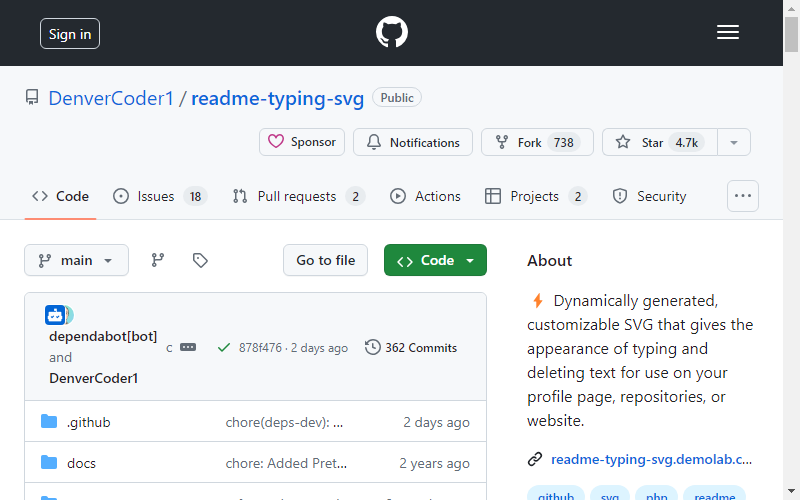 Sign in
DenverCoder1 / readme-typing-svg Public
Sponsor Notifications Fork 738 Star 4.7k
Code Issues 18 Pull requests 2 Actions Projects 2 Security
main Go to file Code
About
dependabot[bot] and DenverCoder1 c 878f476 · 2 days ago 362 Commits
.github chore(deps-dev): ... 2 days ago
docs chore: Added Pret... 2 years ago
Dynamically generated,
customizable SVG that gives the
appearance of typing and
deleting text for use on your
profile page, repositories, or
website.
readme-typing-svg.demolab.c...
github svg php readme